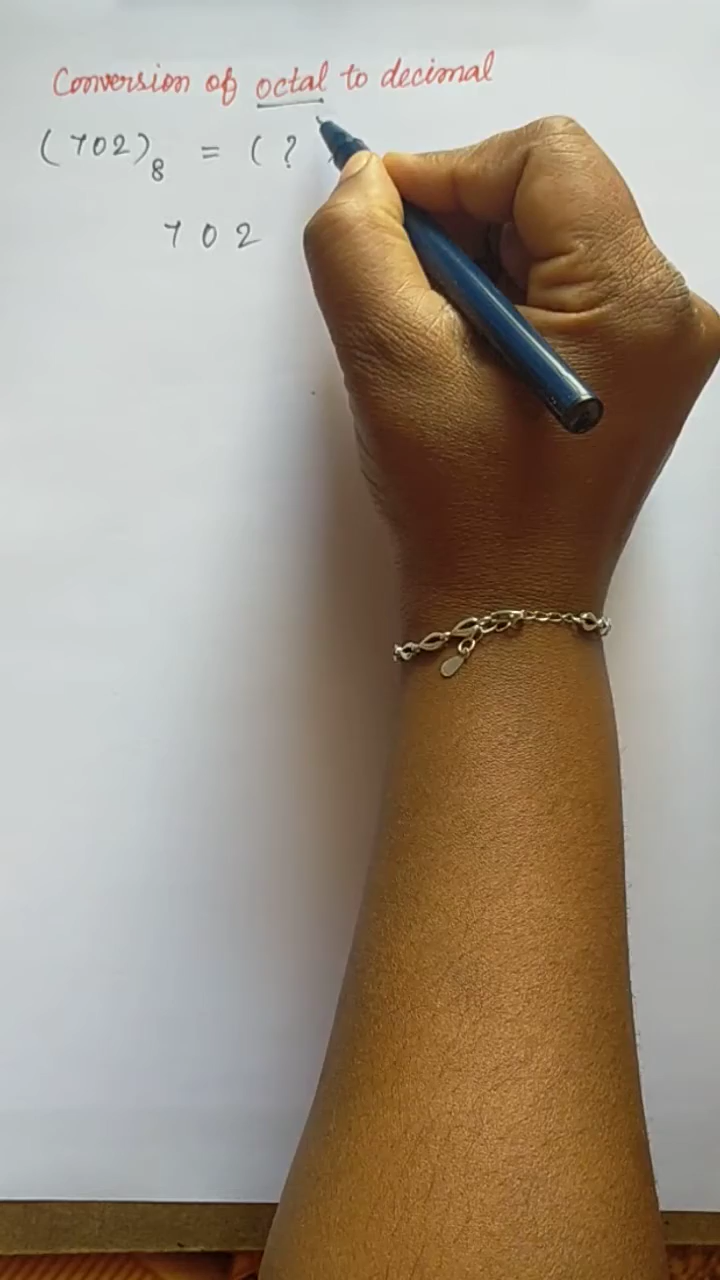 Conversion of octal to decimal
(702)8 = ( ?
7 0 2